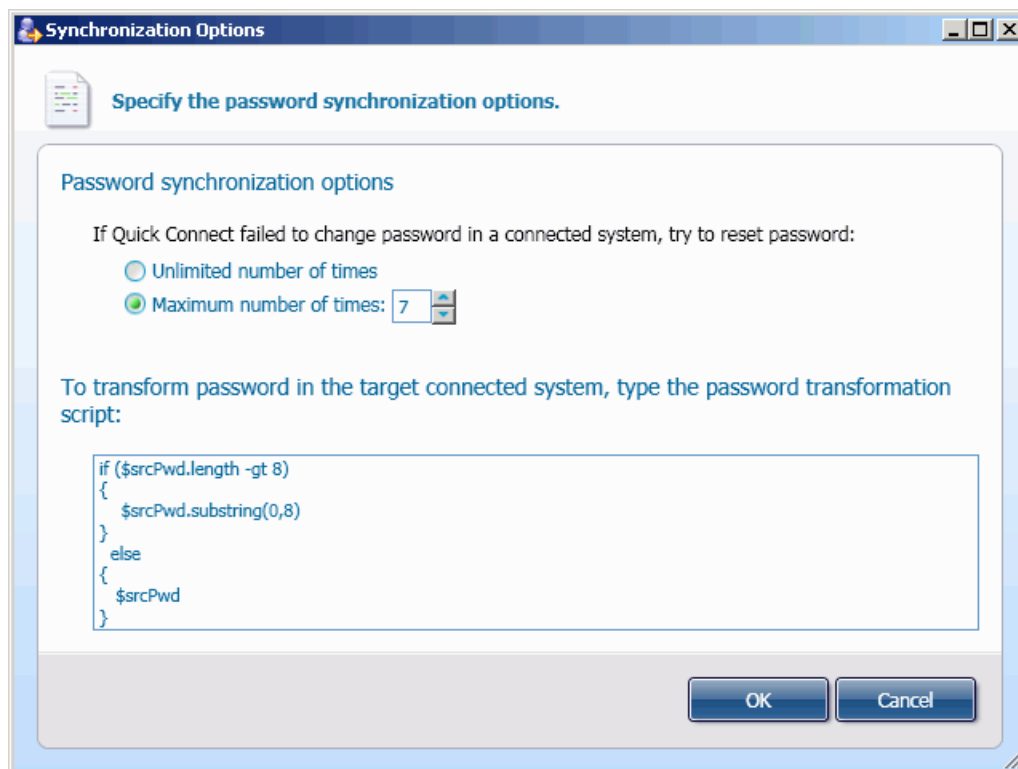 Synchronization Options
Specify the password synchronization options.
Password synchronization options
If Quick Connect failed to change password in a connected system, try to reset password:
Unlimited number of times
Maximum number of times: 7
To transform password in the target connected system, type the password transformation
script:
if ($srcPwd.length -gt 8)
{
$srcPwd.substring(0,8)
}
else
{
$srcPwd
}
OK Cancel